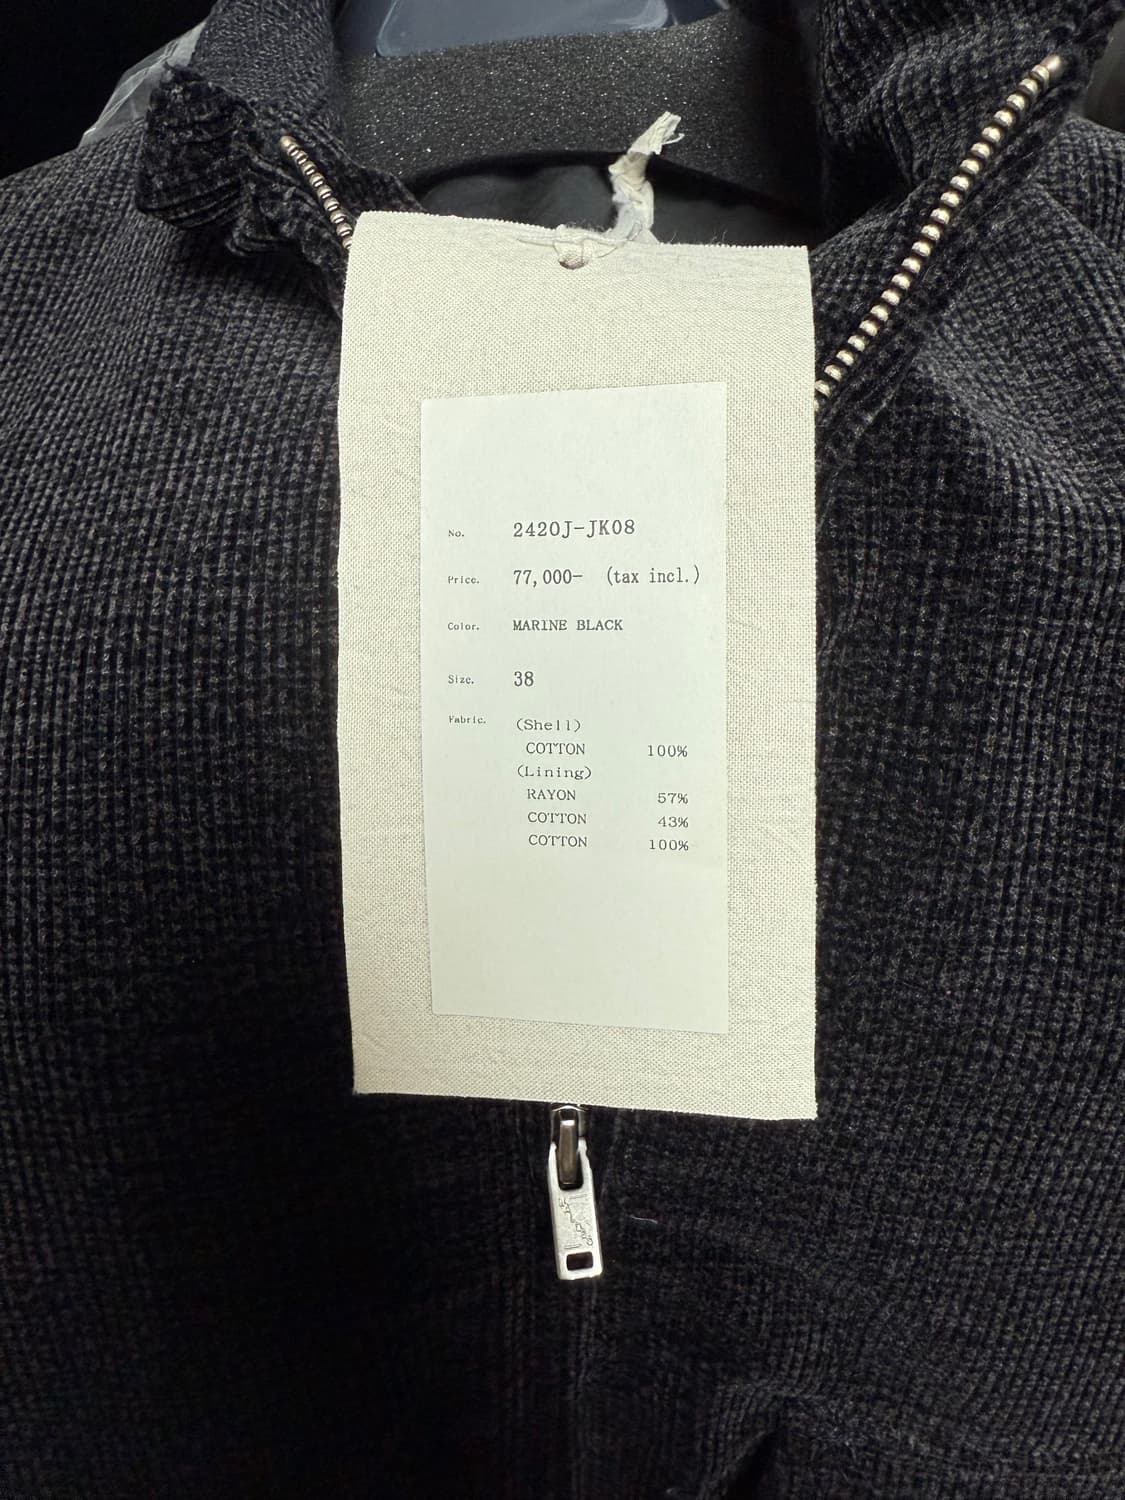 No. 2420J-JK08
Price. 77,000- (tax incl.)
Color. MARINE BLACK
Size. 38
Fabric. (Shell)
COTTON 100%
(Lining)
RAYON 57%
COTTON 43%
COTTON 100%